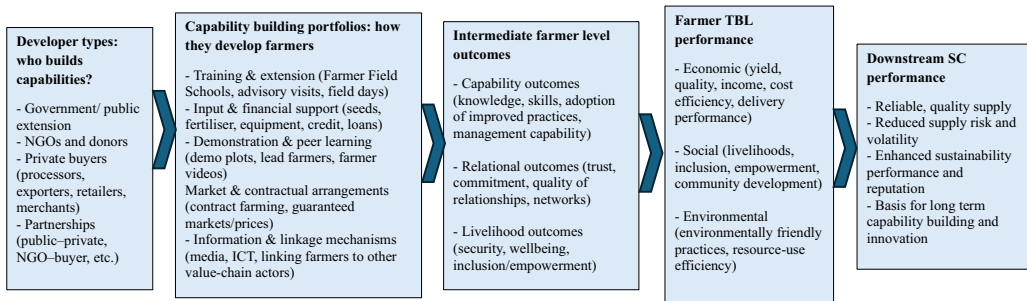 Developer types:
who builds
capabilities?
- Government/ public
extension
- NGOs and donors
- Private buyers
(processors,
exporters, retailers,
merchants)
- Partnerships
(public–private,
NGO–buyer, etc.)
Capability building portfolios: how
they develop farmers
- Training & extension (Farmer Field
Schools, advisory visits, field days)
- Input & financial support (seeds,
fertiliser, equipment, credit, loans)
- Demonstration & peer learning
(demo plots, lead farmers, farmer
videos)
Market & contractual arrangements
(contract farming, guaranteed
markets/prices)
- Information & linkage mechanisms
(media, ICT, linking farmers to other
value-chain actors)
Intermediate farmer level
outcomes
- Capability outcomes
(knowledge, skills, adoption
of improved practices,
management capability)
- Relational outcomes (trust,
commitment, quality of
relationships, networks)
- Livelihood outcomes
(security, wellbeing,
inclusion/empowerment)
Farmer TBL
performance
- Economic (yield,
quality, income, cost
efficiency, delivery
performance)
- Social (livelihoods,
inclusion, empowerment,
community development)
- Environmental
(environmentally friendly
practices, resource-use
efficiency)
Downstream SC
performance
- Reliable, quality supply
- Reduced supply risk and
volatility
- Enhanced sustainability
performance and
reputation
- Basis for long term
capability building and
innovation